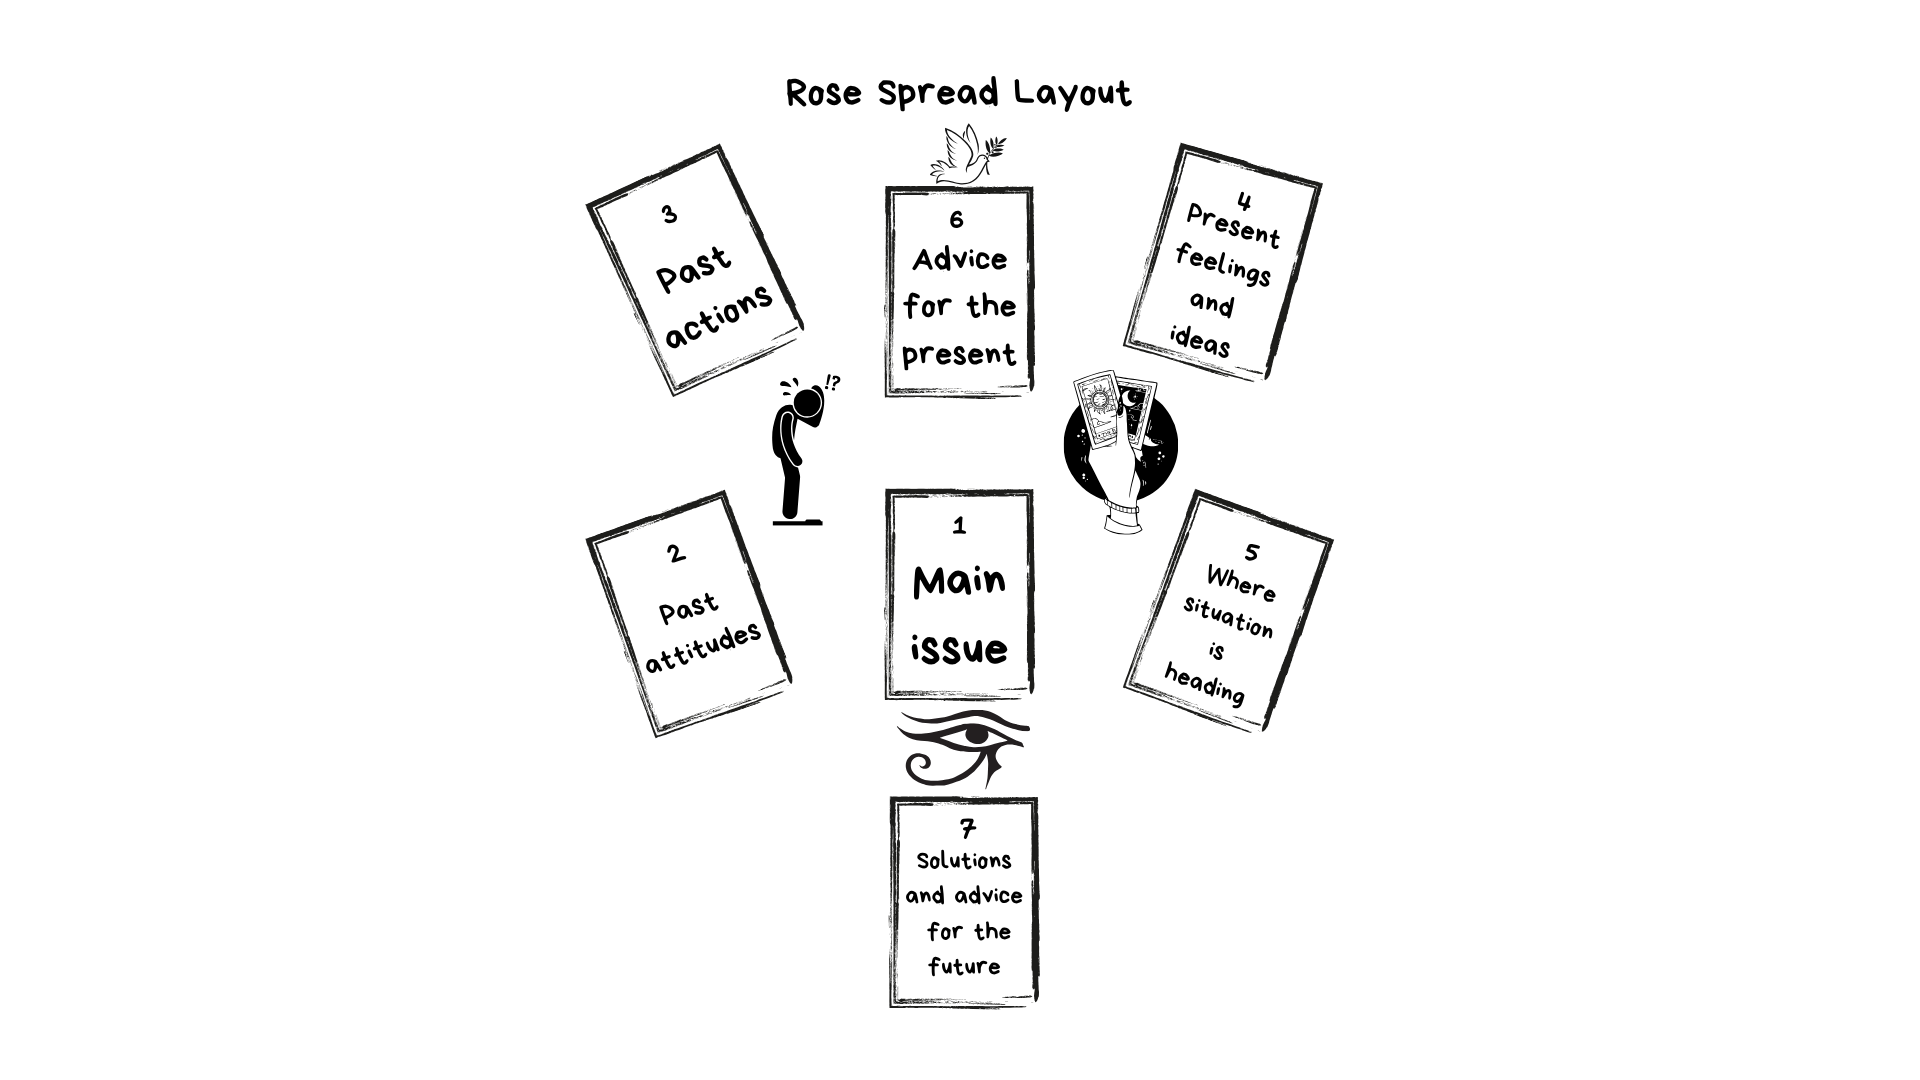 Rose Spread Layout
3
Past
actions
6
Advice
for the
present
4
Present
feelings
and
ideas
!?
2
Past
attitudes
1
Main
issue
5
Where
situation
is
heading
7
Solutions
and advice
for the
future